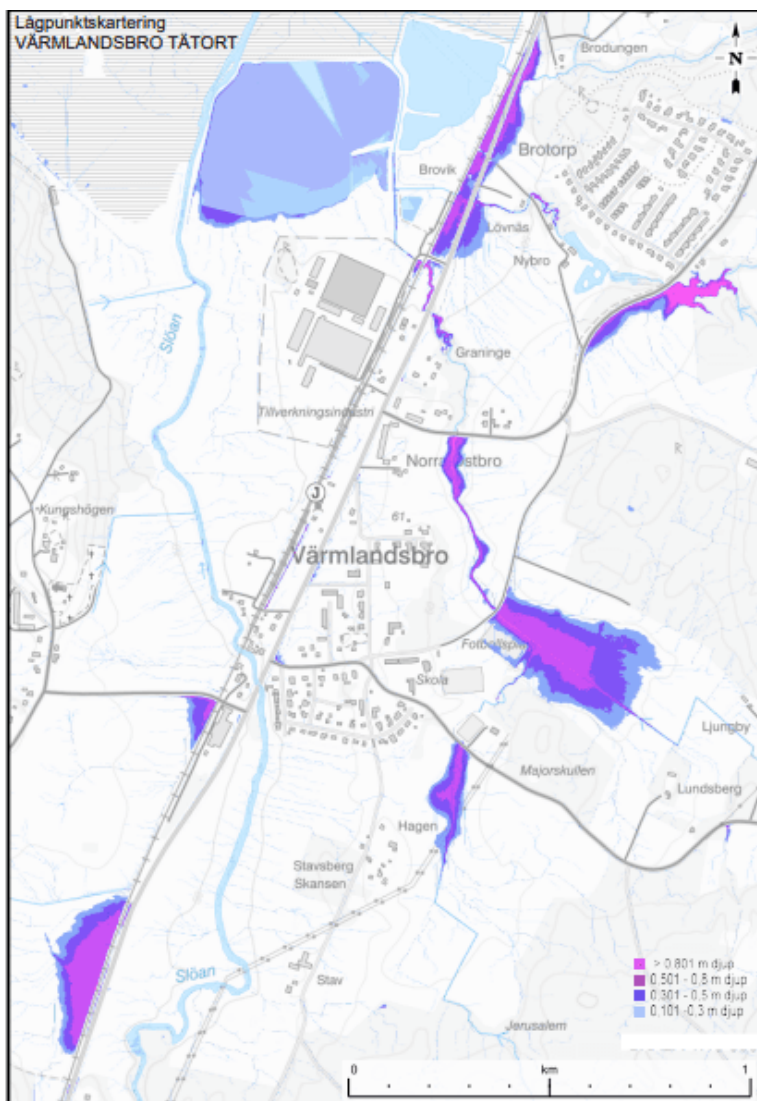 Lågpunktskartering
VÄRMLANDSBRO TÄTORT
Brodungen
N
Brotorp
Brovik
Lövnäs
Nybro
Slöan
Graninge
Tillverkningsindustri
J
Kungshögen
61
Värmlandsbro
Skola
Ljungby
Majorskullen
Lundsberg
Hagen
Stavsberg
Skansen
Slöan
Stav
Jerusalem
> 0.801 m djup
0,501 - 0,8 m djup
0,301 - 0,5 m djup
0,101 -0,3 m djup
0 km 1